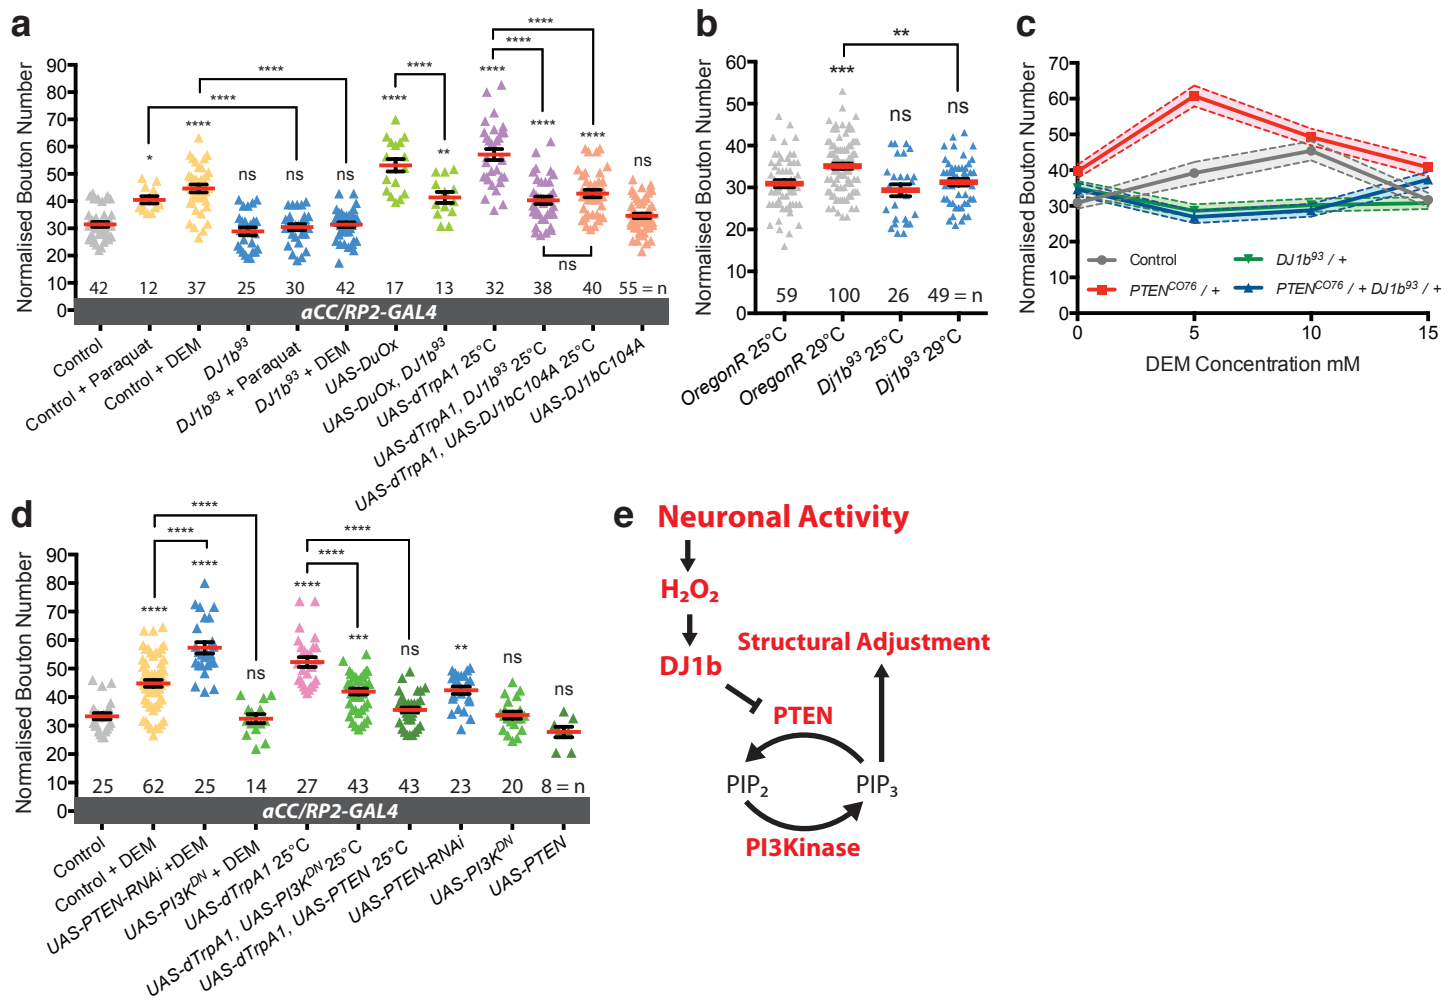 a
Normalised Bouton Number
90
80
70
60
50
40
30
20
10
0
*
****
****
****
ns
ns
ns
****
****
**
****
****
****
****
****
ns
ns
42 12 37 25 30 42 17 13 32 38 40 55 = n
aCC/RP2-GAL4
Control
Control + Paraquat
Control + DEM
DJ1b⁹³
DJ1b⁹³ + Paraquat
DJ1b⁹³ + DEM
UAS-DuOx
UAS-DuOx, DJ1b⁹³
UAS-dTrpA1 25°C
UAS-dTrpA1, DJ1b⁹³ 25°C
UAS-dTrpA1, UAS-DJ1bC104A 25°C
UAS-DJ1bC104A
b
Normalised Bouton Number
60
50
40
30
20
10
0
**
***
ns
ns
59 100 26 49 = n
OregonR 25°C
OregonR 29°C
Dj1b⁹³ 25°C
Dj1b⁹³ 29°C
c
Normalised Bouton Number
70
60
50
40
30
20
10
0
Control
PTENᶜᴼ⁷⁶ / +
DJ1b⁹³ / +
PTENᶜᴼ⁷⁶ / + DJ1b⁹³ / +
0 5 10 15
DEM Concentration mM
d
Normalised Bouton Number
90
80
70
60
50
40
30
20
10
0
****
****
****
****
ns
****
****
****
***
ns
**
ns
ns
25 62 25 14 27 43 43 23 20 8 = n
aCC/RP2-GAL4
Control
Control + DEM
UAS-PTEN-RNAi +DEM
UAS-PI3Kᴰᴺ + DEM
UAS-dTrpA1 25°C
UAS-dTrpA1, UAS-PI3Kᴰᴺ 25°C
UAS-dTrpA1, UAS-PTEN 25°C
UAS-PTEN-RNAi
UAS-PI3Kᴰᴺ
UAS-PTEN
e
Neuronal Activity
H₂O₂
Structural Adjustment
DJ1b
PTEN
PIP₂ PIP₃
PI3Kinase